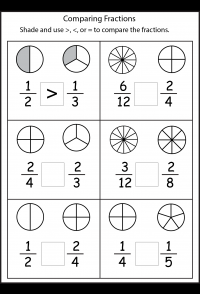 Comparing Fractions
Shade and use >, <, or = to compare the fractions.
1/2 > 1/3
6/12 2/4
2/4 2/3
3/12 2/8
1/2 2/4
1/4 1/5